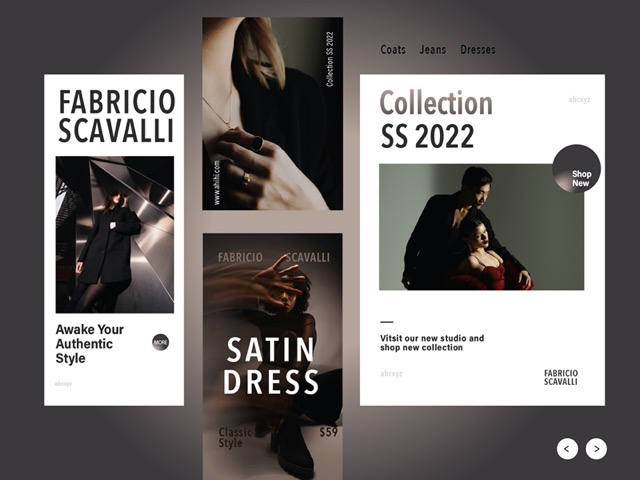 FABRICIO
SCAVALLI
Awake Your
Authentic
Style
MORE
abcxyz
Collection SS 2022
www.ahihi.com
FABRICIO SCAVALLI
SATIN
DRESS
Classic $59
Style
Coats Jeans Dresses
Collection
SS 2022
abcxyz
Shop
New
Vitsit our new studio and
shop new collection
abcxyz
FABRICIO
SCAVALLI